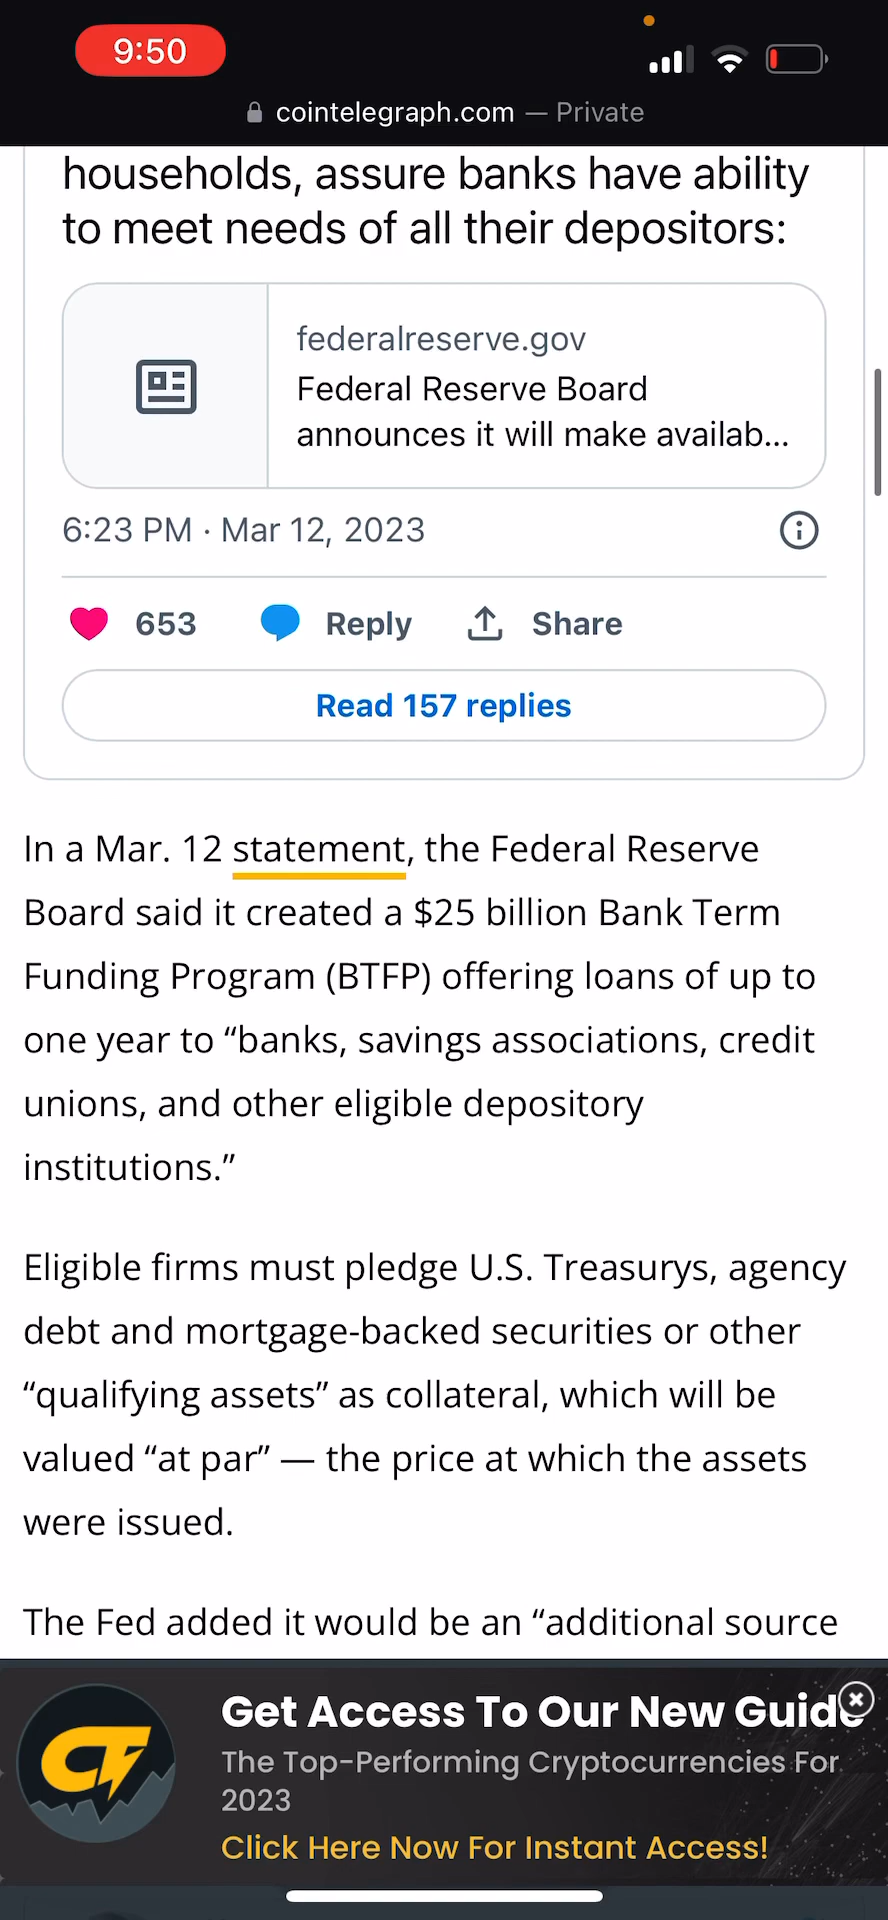 9:50
cointelegraph.com — Private
households, assure banks have ability
to meet needs of all their depositors:
federalreserve.gov
Federal Reserve Board
announces it will make availab...
6:23 PM · Mar 12, 2023
653 Reply Share
Read 157 replies
In a Mar. 12 statement, the Federal Reserve
Board said it created a $25 billion Bank Term
Funding Program (BTFP) offering loans of up to
one year to “banks, savings associations, credit
unions, and other eligible depository
institutions.”
Eligible firms must pledge U.S. Treasurys, agency
debt and mortgage-backed securities or other
“qualifying assets” as collateral, which will be
valued “at par” — the price at which the assets
were issued.
The Fed added it would be an “additional source
Get Access To Our New Guide
The Top-Performing Cryptocurrencies For
2023
Click Here Now For Instant Access!